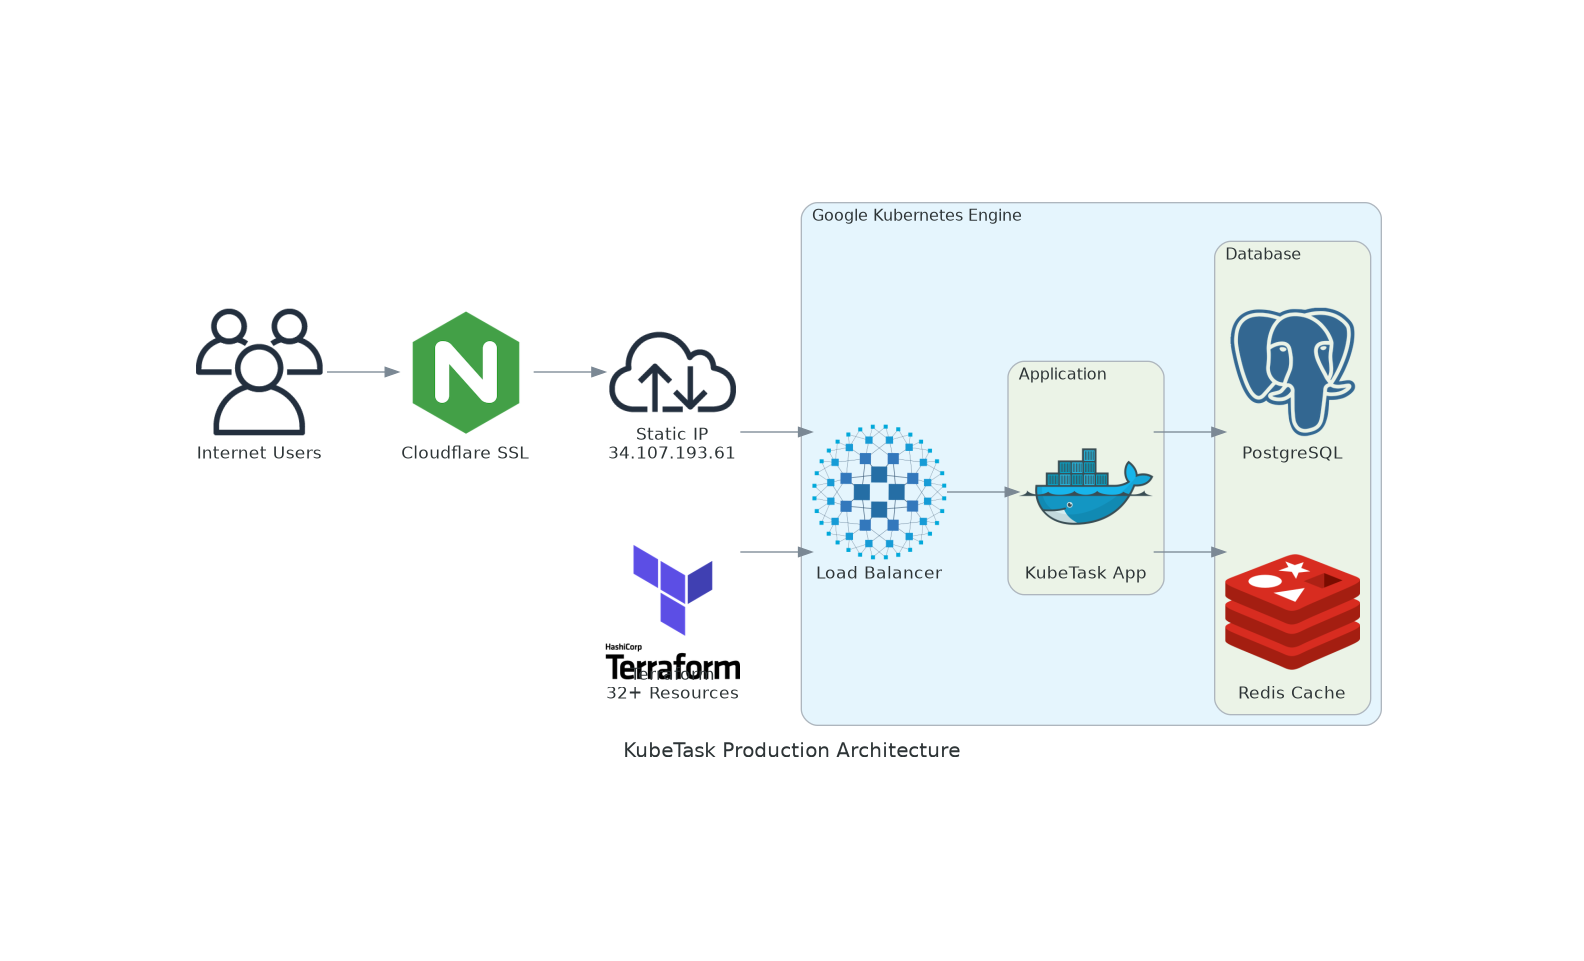 Google Kubernetes Engine
Database
Application
Internet Users
Cloudflare SSL
Static IP
34.107.193.61
PostgreSQL
Load Balancer
KubeTask App
HashiCorp
Terraform
Terraform
32+ Resources
Redis Cache
KubeTask Production Architecture